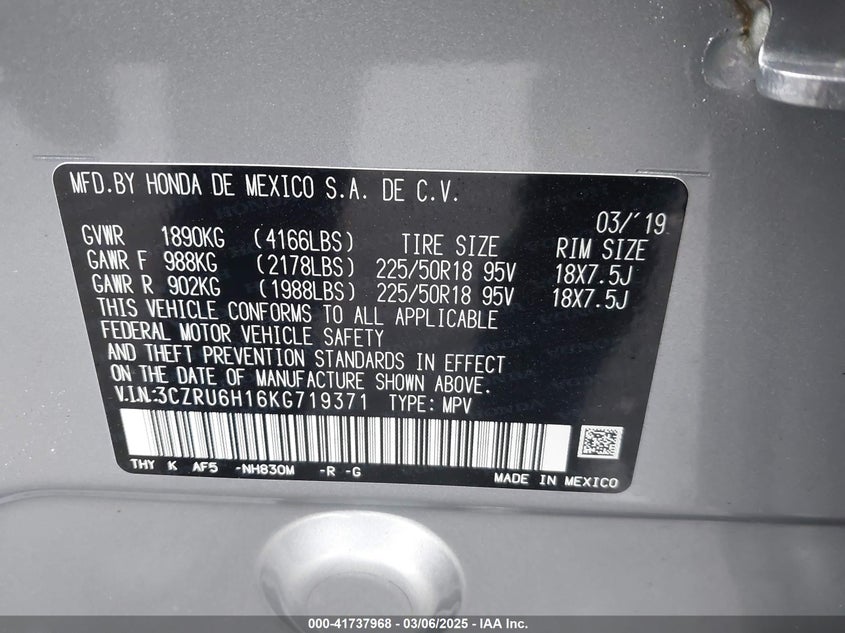 MFD.BY HONDA DE MEXICO S.A. DE C.V.
03/'19
GVWR 1890KG (4166LBS) TIRE SIZE RIM SIZE
GAWR F 988KG (2178LBS) 225/50R18 95V 18X7.5J
GAWR R 902KG (1988LBS) 225/50R18 95V 18X7.5J
THIS VEHICLE CONFORMS TO ALL APPLICABLE
FEDERAL MOTOR VEHICLE SAFETY
AND THEFT PREVENTION STANDARDS IN EFFECT
ON THE DATE OF MANUFACTURE SHOWN ABOVE.
V.I.N.:3CZRU6H16KG719371 TYPE: MPV
THY K AF5 -NH830M -R -G
MADE IN MEXICO
000-41737968 - 03/06/2025 - IAA Inc.